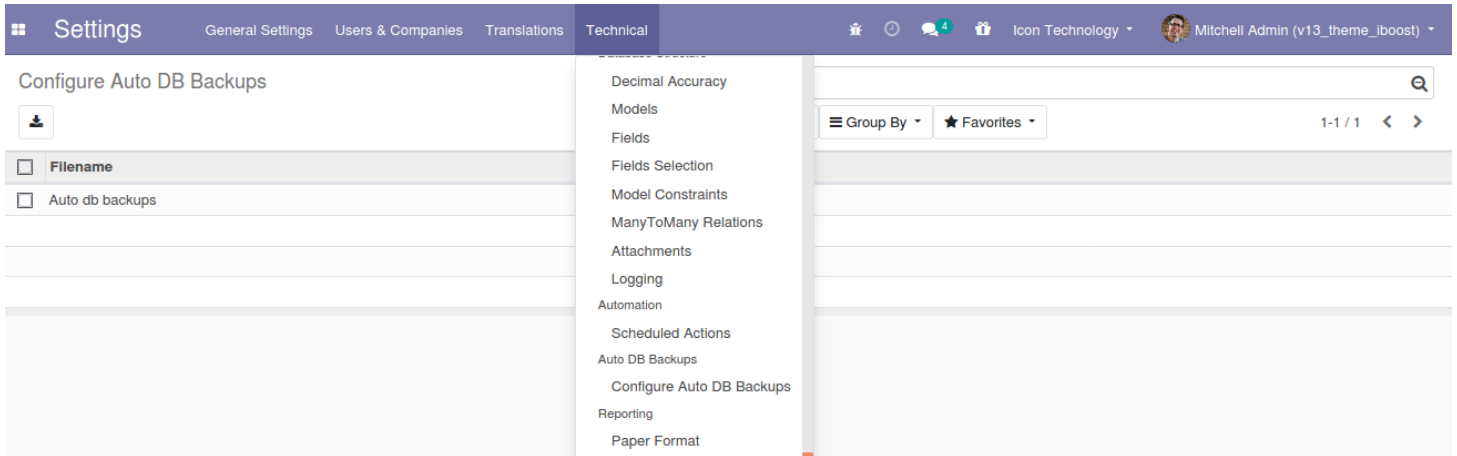 Settings General Settings Users & Companies Translations Technical 4 Icon Technology Mitchell Admin (v13_theme_iboost)
Configure Auto DB Backups
Group By Favorites 1-1 / 1
Filename
Auto db backups
Database Structure
Decimal Accuracy
Models
Fields
Fields Selection
Model Constraints
ManyToMany Relations
Attachments
Logging
Automation
Scheduled Actions
Auto DB Backups
Configure Auto DB Backups
Reporting
Paper Format